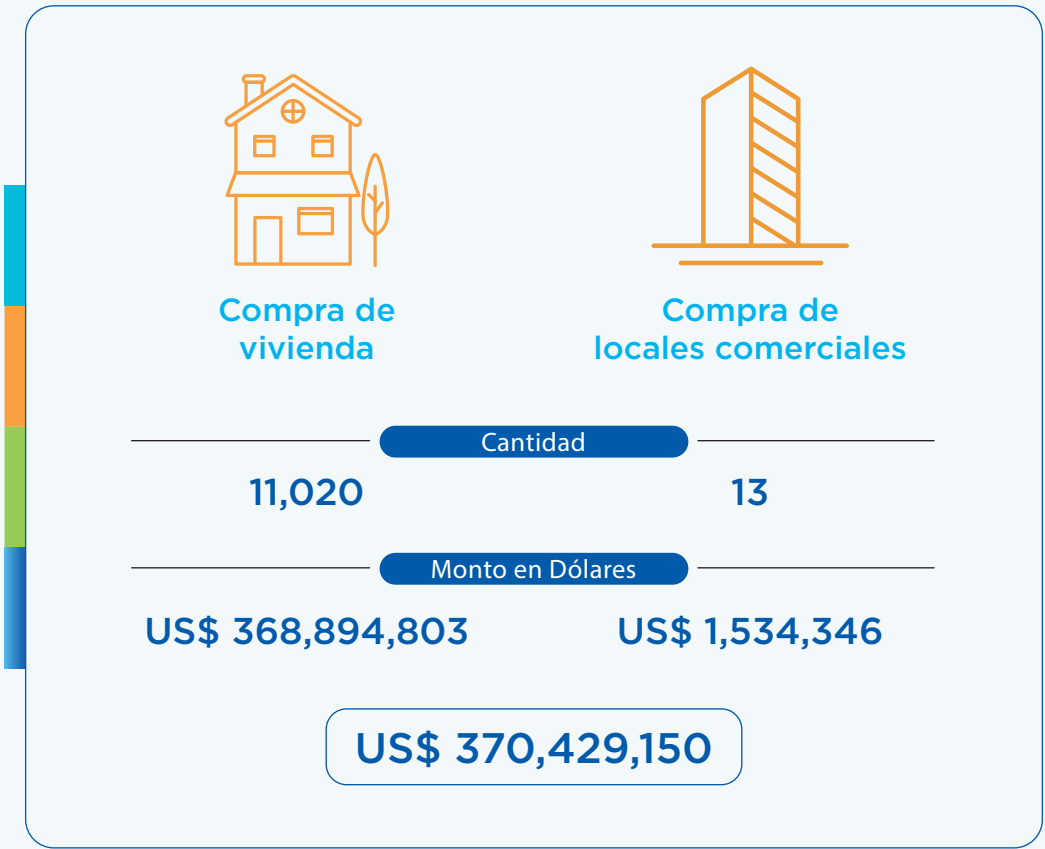 Compra de
vivienda
Compra de
locales comerciales
Cantidad
11,020
13
Monto en Dólares
US$ 368,894,803
US$ 1,534,346
US$ 370,429,150